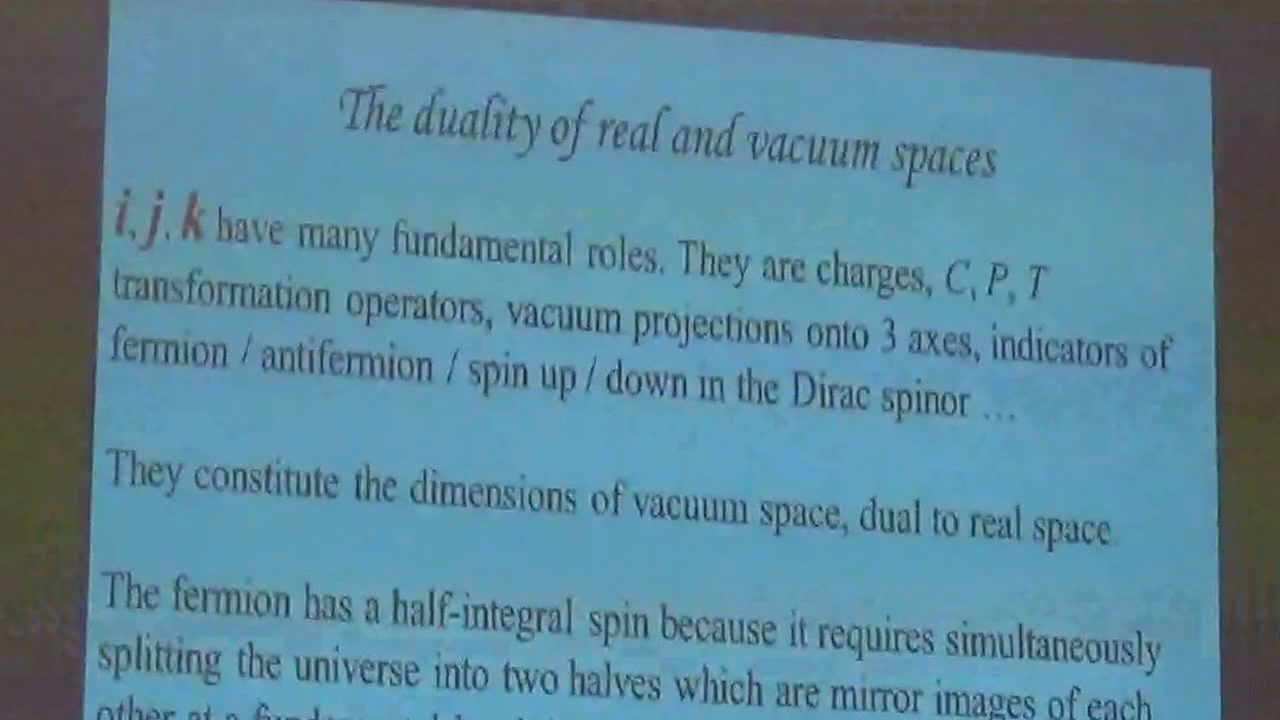 The duality of real and vacuum spaces
i, j, k have many fundamental roles. They are charges, C, P, T
transformation operators, vacuum projections onto 3 axes, indicators of
fermion / antifermion / spin up / down in the Dirac spinor ...
They constitute the dimensions of vacuum space, dual to real space.
The fermion has a half-integral spin because it requires simultaneously
splitting the universe into two halves which are mirror images of each
other at a